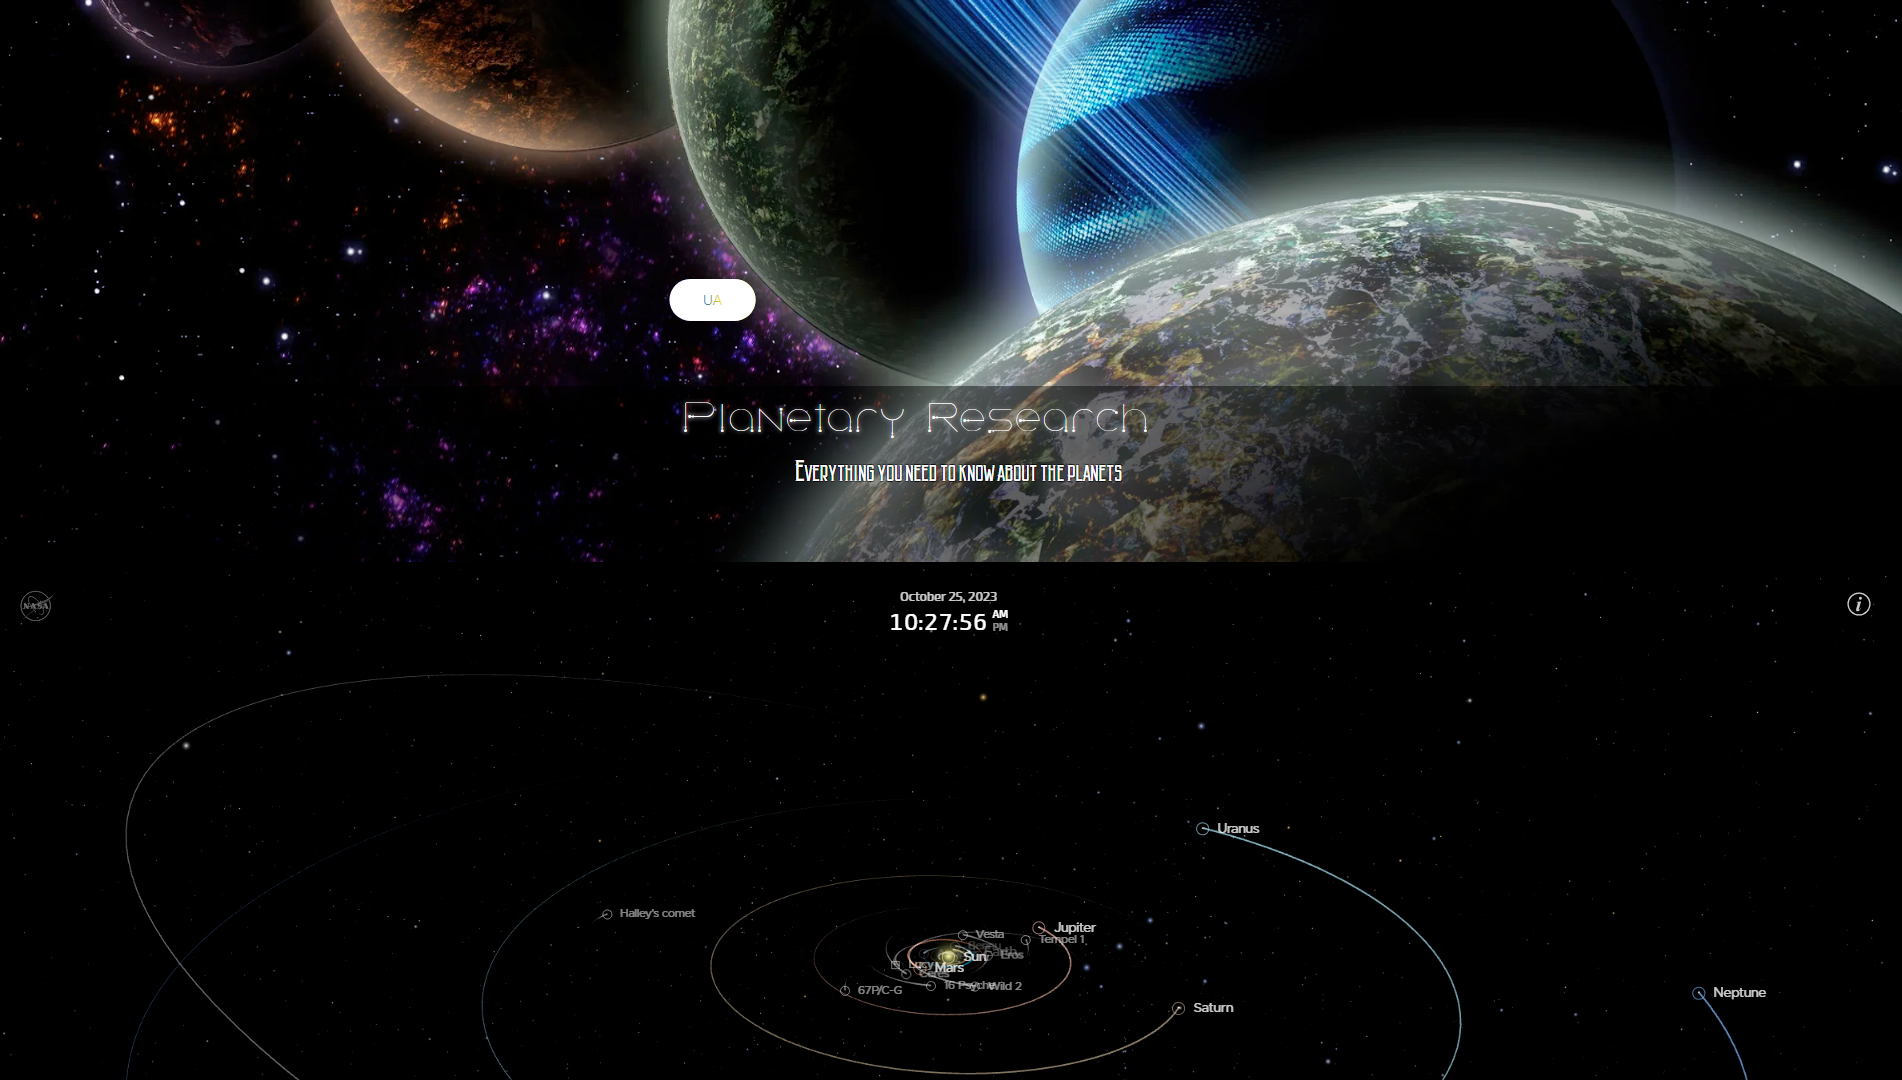 UA
Planetary Research
Everything you need to know about the planets
NASA
October 25, 2023
10:27:56 AM
PM
Uranus
Halley's comet
Jupiter
Vesta
Tempel 1
Earth
Eros
Sun
Lucy
Mars
Ceres
16 Psyche
Wild 2
67P/C-G
Neptune
Saturn